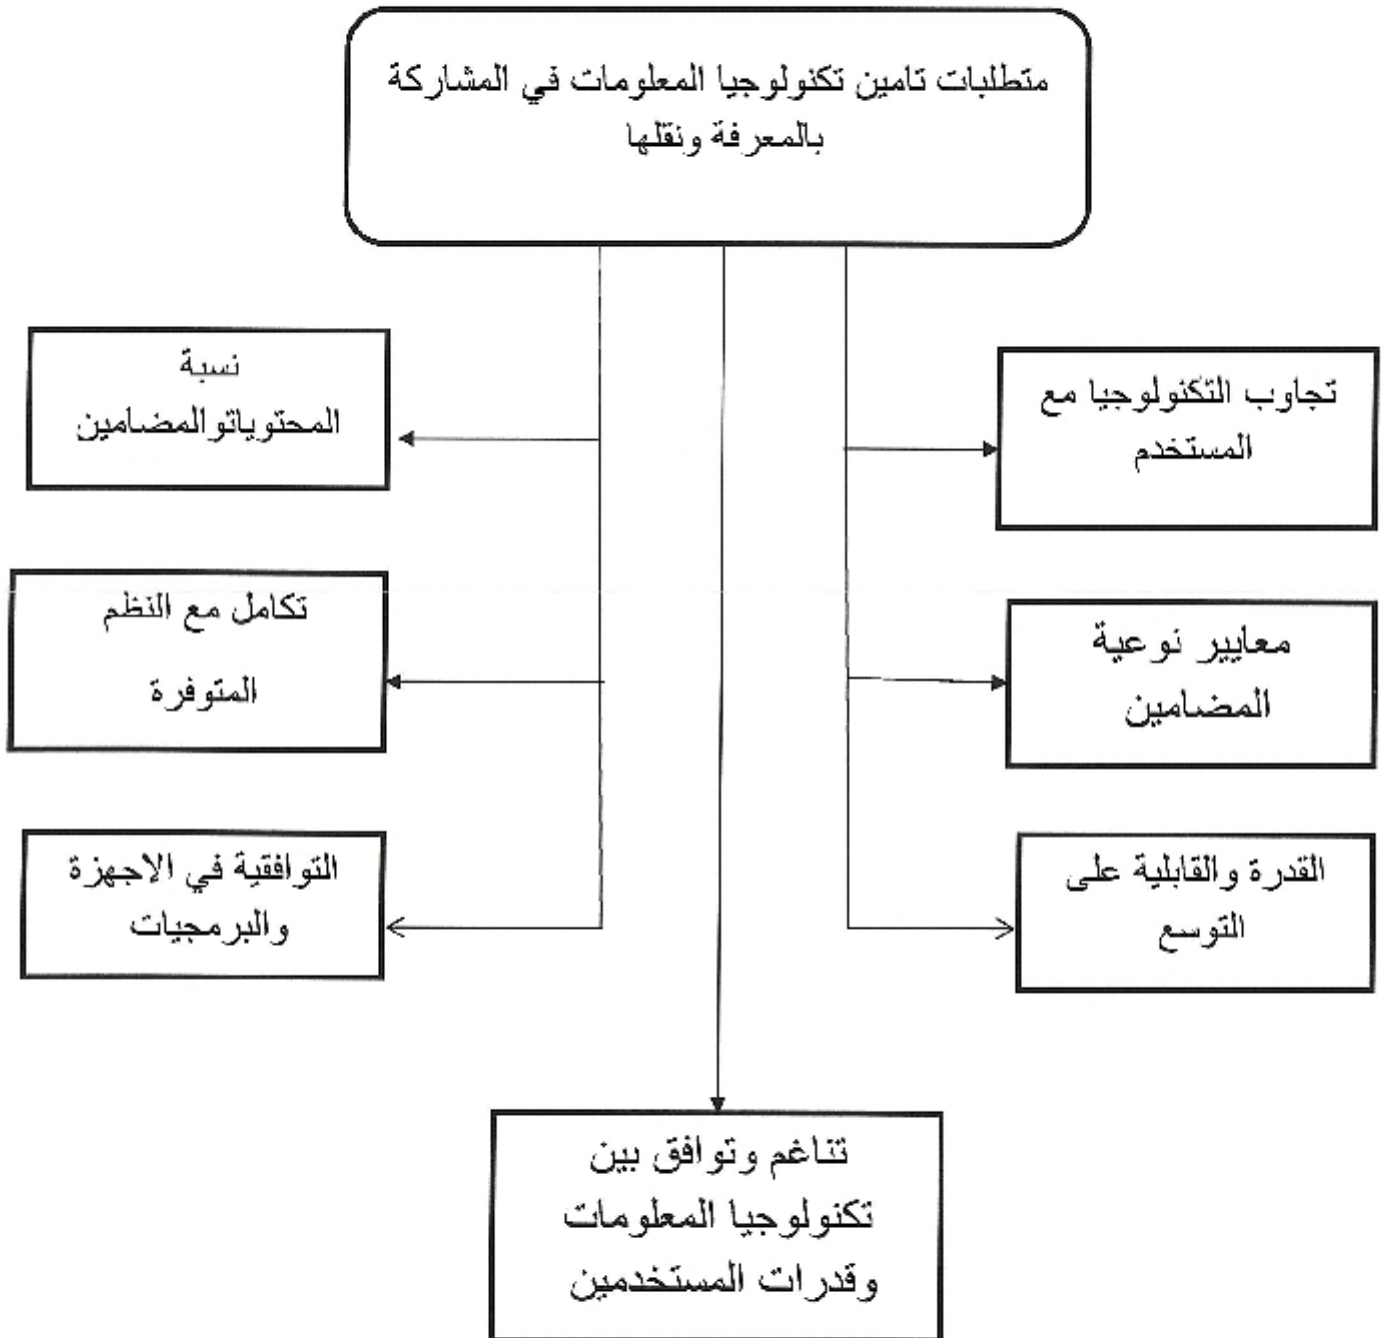 متطلبات تامين تكنولوجيا المعلومات في المشاركة
بالمعرفة ونقلها
تجاوب التكنولوجيا مع
المستخدم
نسبة
المحتوياتوالمضامين
معايير نوعية
المضامين
تكامل مع النظم
المتوفرة
القدرة والقابلية على
التوسع
التوافقية في الاجهزة
والبرمجيات
تناغم وتوافق بين
تكنولوجيا المعلومات
وقدرات المستخدمين